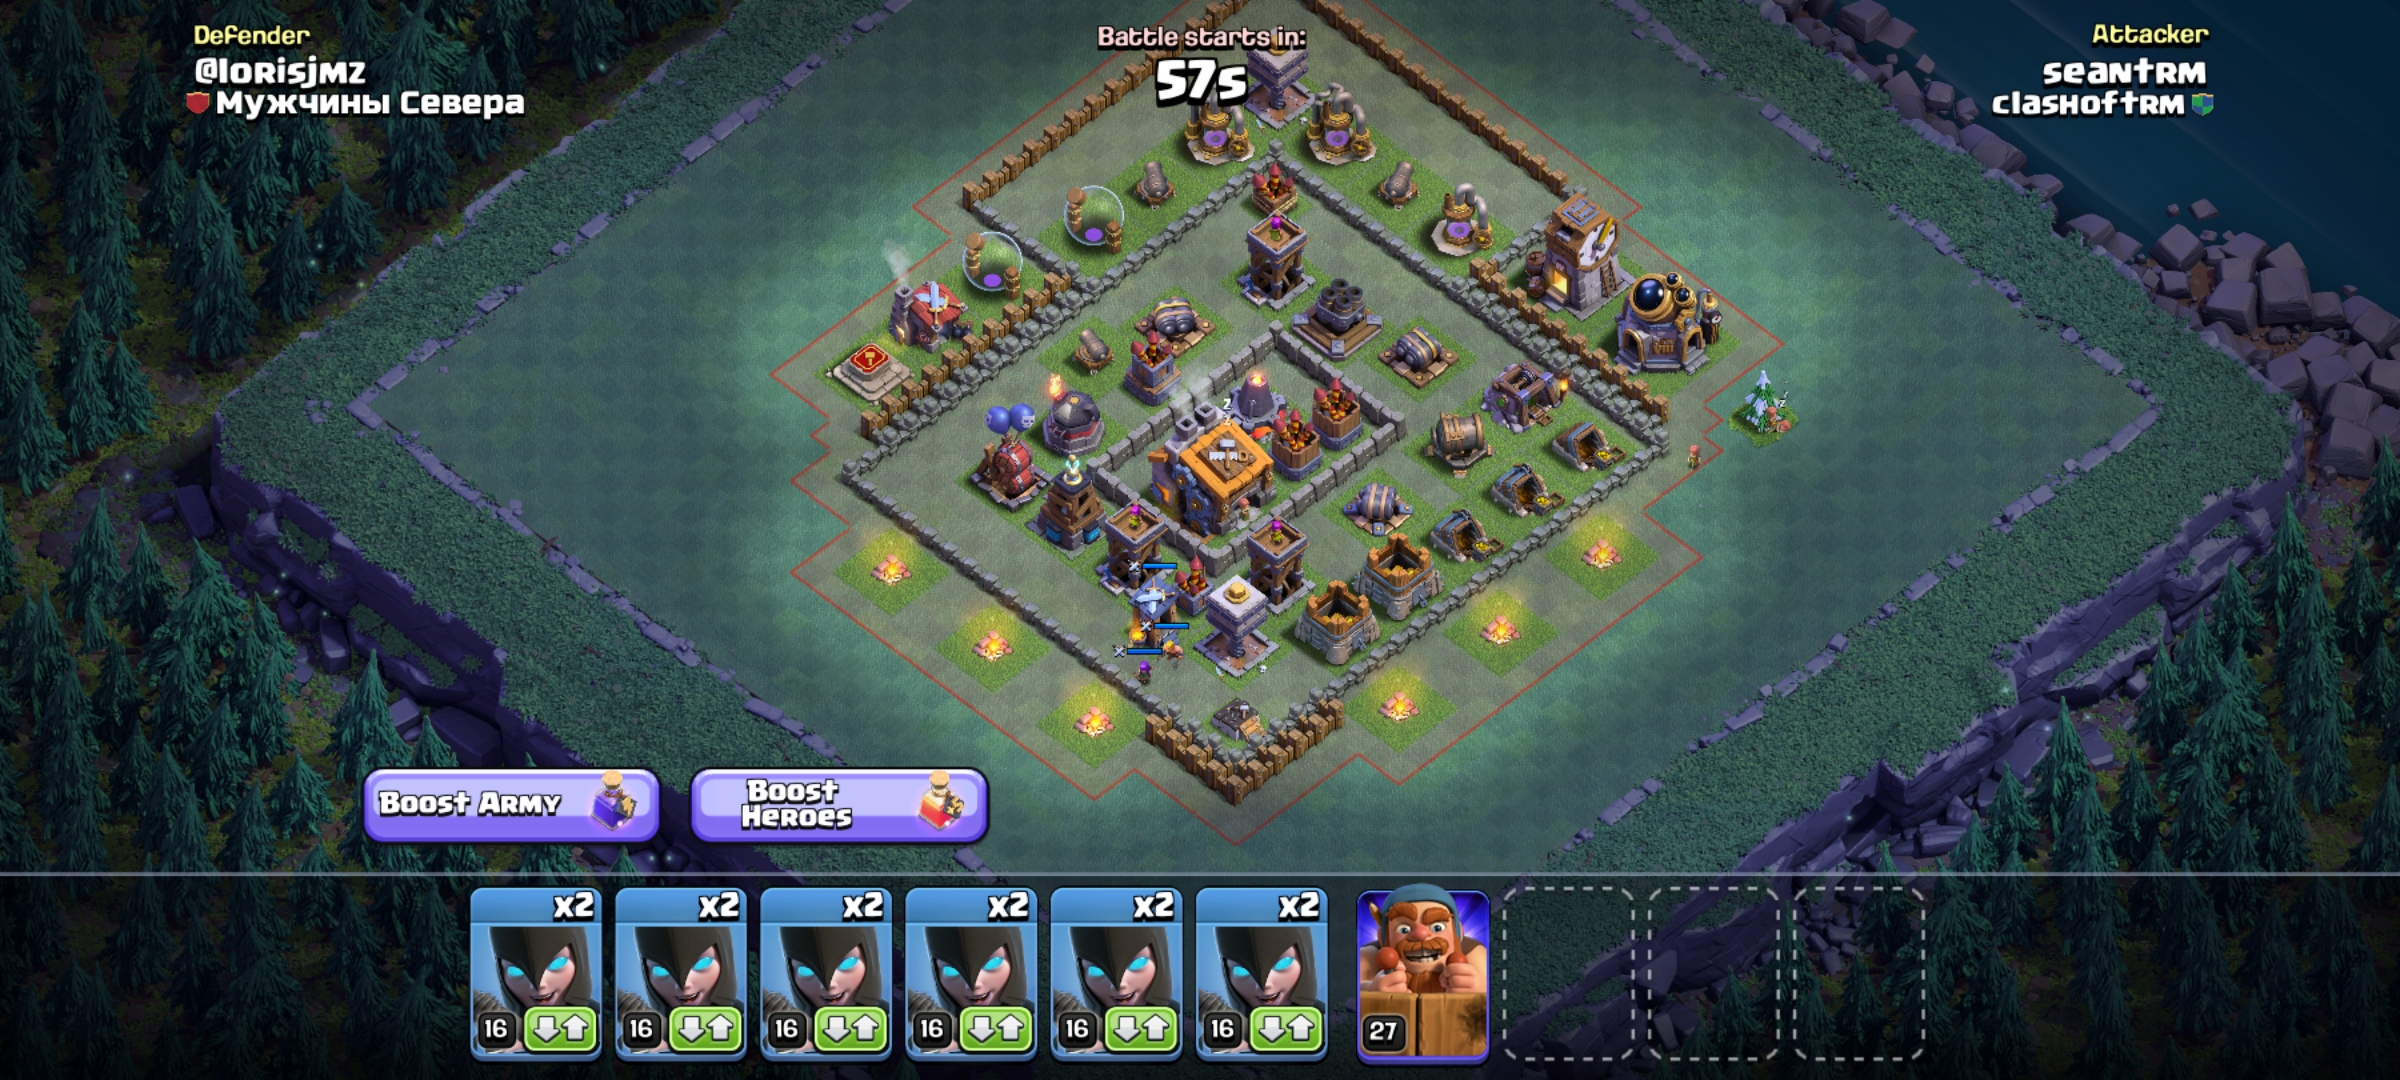 Defender
@lorisjmz
Мужчины Севера
Battle starts in:
57s
Attacker
seantRM
clashoftRM
Boost Army
Boost
Heroes
x2
x2
x2
x2
x2
x2
16
16
16
16
16
16
27